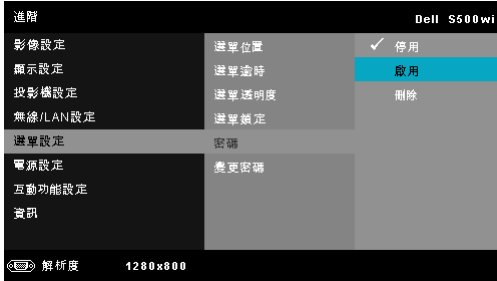 進階 Dell S500wi
影像設定 選單位置 ✓ 停用
顯示設定 選單逾時 啟用
投影機設定 選單透明度 刪除
無線/LAN設定 選單鎖定
選單設定 密碼
電源設定 變更密碼
互動功能設定
資訊
解析度 1280x800